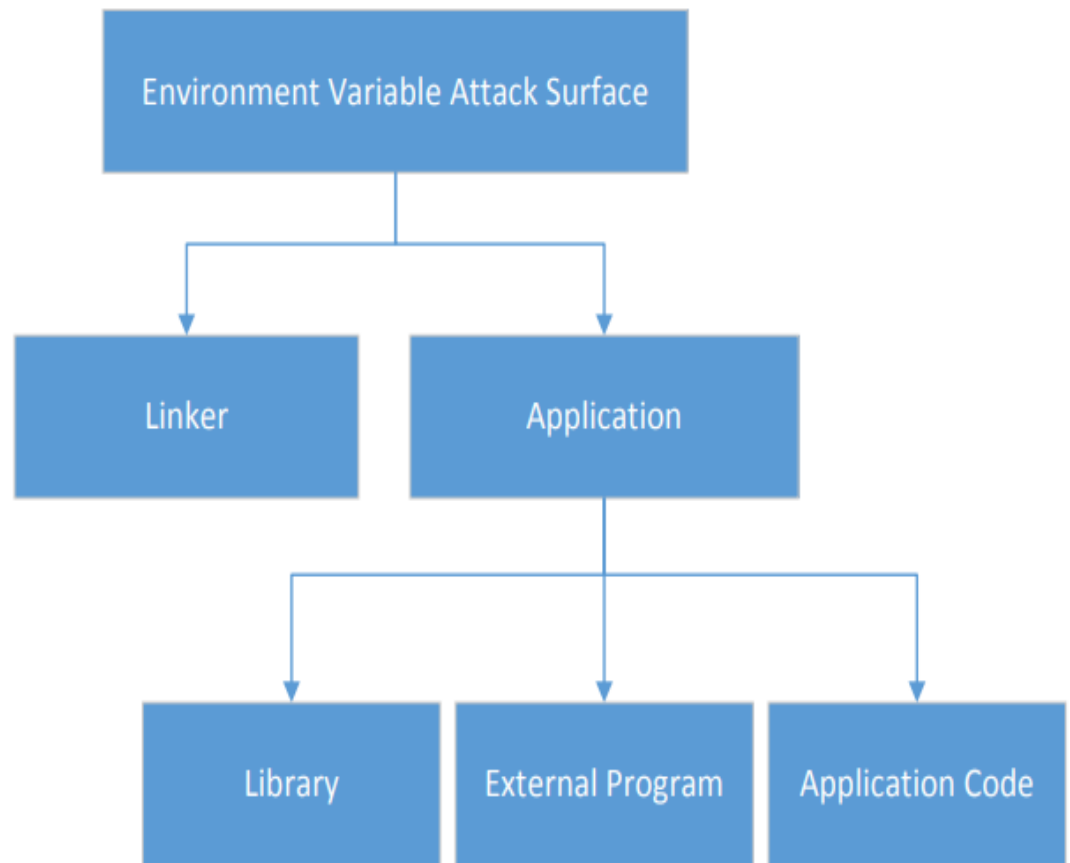 Environment Variable Attack Surface
Linker
Application
Library
External Program
Application Code